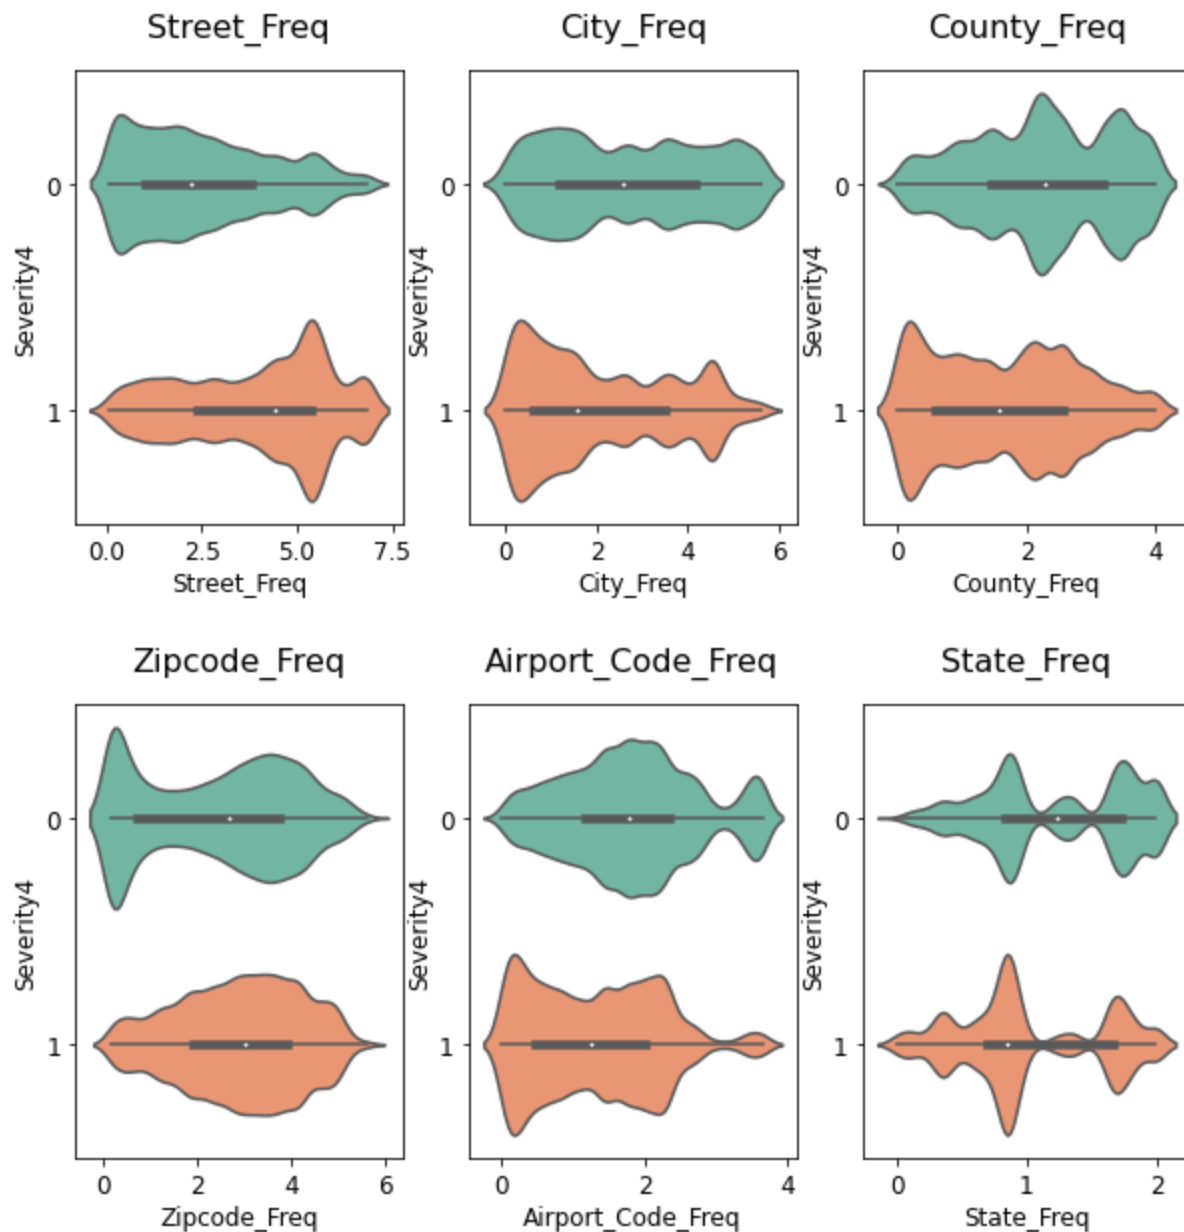 Street_Freq
City_Freq
County_Freq
Severity4
0
1
Severity4
0
1
Severity4
0
1
0.0 2.5 5.0 7.5
0 2 4 6
0 2 4
Street_Freq
City_Freq
County_Freq
Zipcode_Freq
Airport_Code_Freq
State_Freq
Severity4
0
1
Severity4
0
1
Severity4
0
1
0 2 4 6
0 2 4
0 1 2
Zipcode_Freq
Airport_Code_Freq
State_Freq